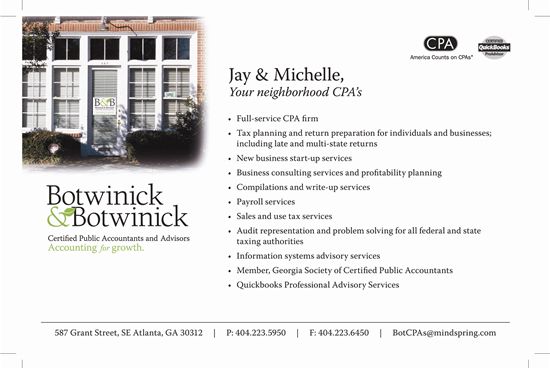 CPA
America Counts on CPAs
CERTIFIED
QuickBooks
ProAdvisor
Jay & Michelle,
Your neighborhood CPA's
B&B
• Full-service CPA firm
• Tax planning and return preparation for individuals and businesses;
including late and multi-state returns
• New business start-up services
• Business consulting services and profitability planning
• Compilations and write-up services
• Payroll services
• Sales and use tax services
• Audit representation and problem solving for all federal and state
taxing authorities
• Information systems advisory services
• Member, Georgia Society of Certified Public Accountants
• Quickbooks Professional Advisory Services
Botwinick
&Botwinick
Certified Public Accountants and Advisors
Accounting for growth.
587 Grant Street, SE Atlanta, GA 30312 | P: 404.223.5950 | F: 404.223.6450 | BotCPAs@mindspring.com